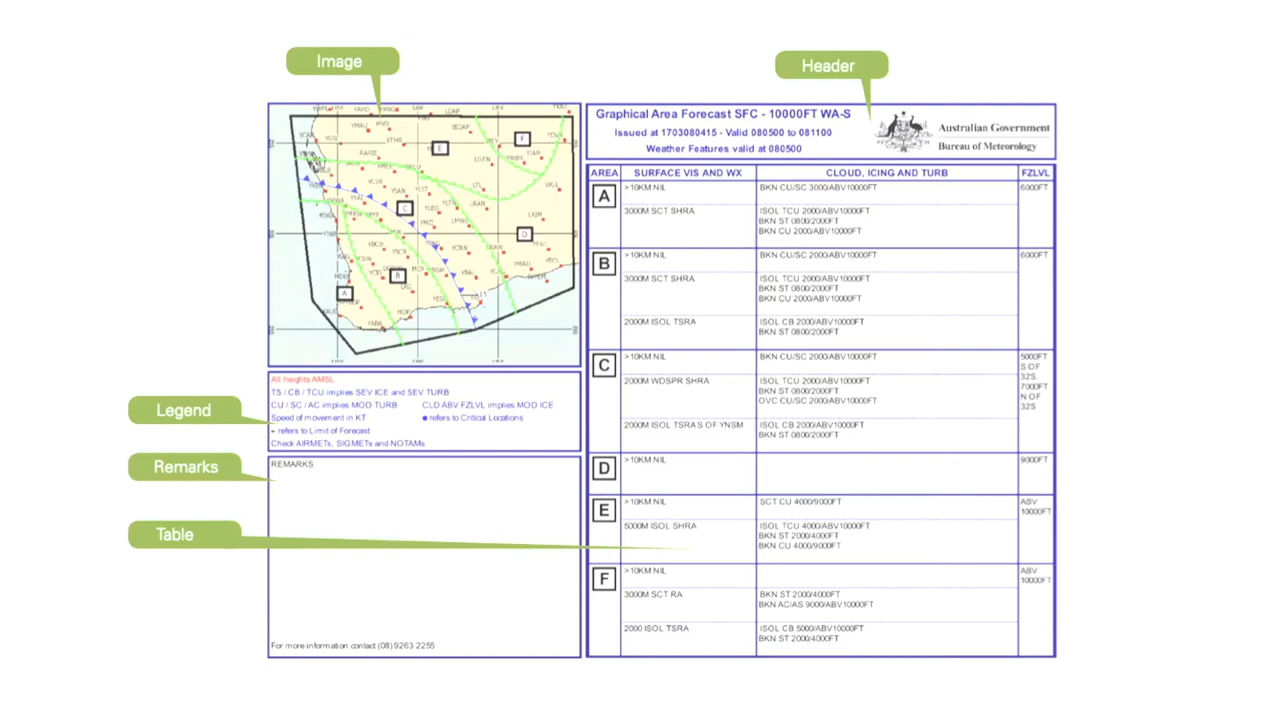 Image
Header
Legend
Remarks
Table
E
F
C
D
B
A
Graphical Area Forecast SFC - 10000FT WA-S
Issued at 1703080415 - Valid 080500 to 081100
Weather Features valid at 080500
Australian Government
Bureau of Meteorology
All heights AMSL
TS / CB / TCU implies SEV ICE and SEV TURB
CU / SC / AC implies MOD TURB CLD ABV FZLVL implies MOD ICE
Speed of movement in KT ● refers to Critical Locations
~ refers to Limit of Forecast
Check AIRMETs, SIGMETs and NOTAMs
REMARKS
For more information contact (08) 9263 2255
AREA SURFACE VIS AND WX CLOUD, ICING AND TURB FZLVL
A >10KM NIL BKN CU/SC 3000/ABV10000FT 6000FT
3000M SCT SHRA ISOL TCU 2000/ABV10000FT
BKN ST 0800/2000FT
BKN CU 2000/ABV10000FT
B >10KM NIL BKN CU/SC 2000/ABV10000FT 6000FT
3000M SCT SHRA ISOL TCU 2000/ABV10000FT
BKN ST 0800/2000FT
BKN CU 2000/ABV10000FT
2000M ISOL TSRA ISOL CB 2000/ABV10000FT
BKN ST 0800/2000FT
C >10KM NIL BKN CU/SC 2000/ABV10000FT 5000FT
S OF
32S
7000FT
N OF
32S
2000M WDSPR SHRA ISOL TCU 2000/ABV10000FT
BKN ST 0800/2000FT
OVC CU/SC 2000/ABV10000FT
2000M ISOL TSRA S OF YNSM ISOL CB 2000/ABV10000FT
BKN ST 0800/2000FT
D >10KM NIL 9000FT
E >10KM NIL SCT CU 4000/9000FT ABV
10000FT
5000M ISOL SHRA ISOL TCU 4000/ABV10000FT
BKN ST 2000/4000FT
BKN CU 4000/9000FT
F >10KM NIL ABV
10000FT
3000M SCT RA BKN ST 2000/4000FT
BKN AC/AS 9000/ABV10000FT
2000 ISOL TSRA ISOL CB 5000/ABV10000FT
BKN ST 2000/4000FT